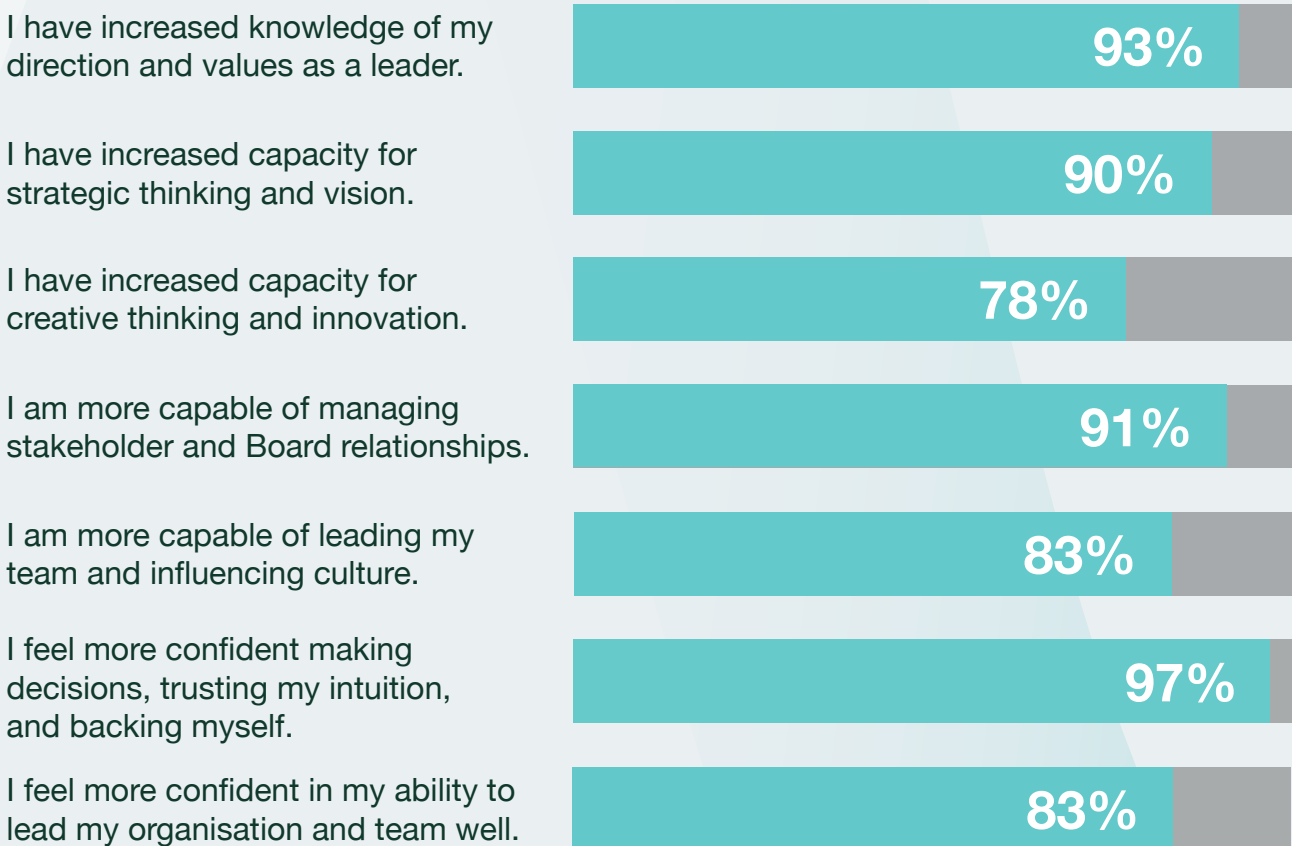 I have increased knowledge of my
direction and values as a leader.
93%
I have increased capacity for
strategic thinking and vision.
90%
I have increased capacity for
creative thinking and innovation.
78%
I am more capable of managing
stakeholder and Board relationships.
91%
I am more capable of leading my
team and influencing culture.
83%
I feel more confident making
decisions, trusting my intuition,
and backing myself.
97%
I feel more confident in my ability to
lead my organisation and team well.
83%